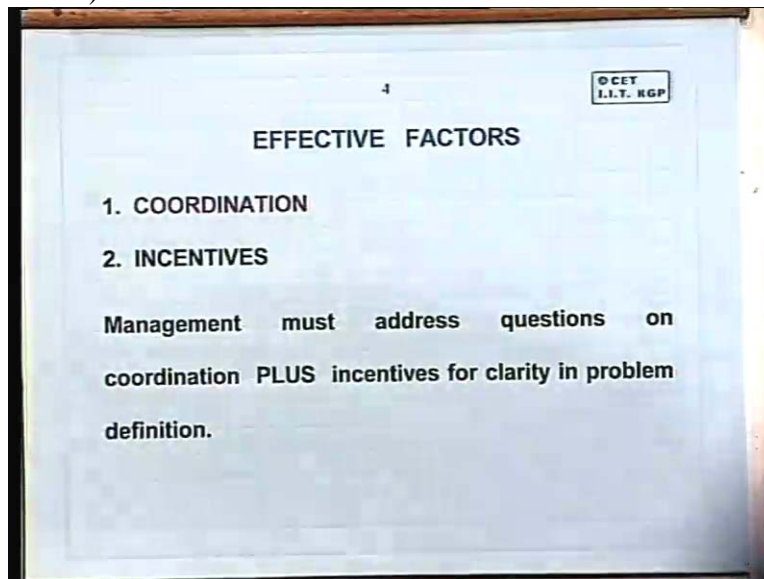 4
© CET
I.I.T. KGP
EFFECTIVE FACTORS
1. COORDINATION
2. INCENTIVES
Management must address questions on
coordination PLUS incentives for clarity in problem
definition.